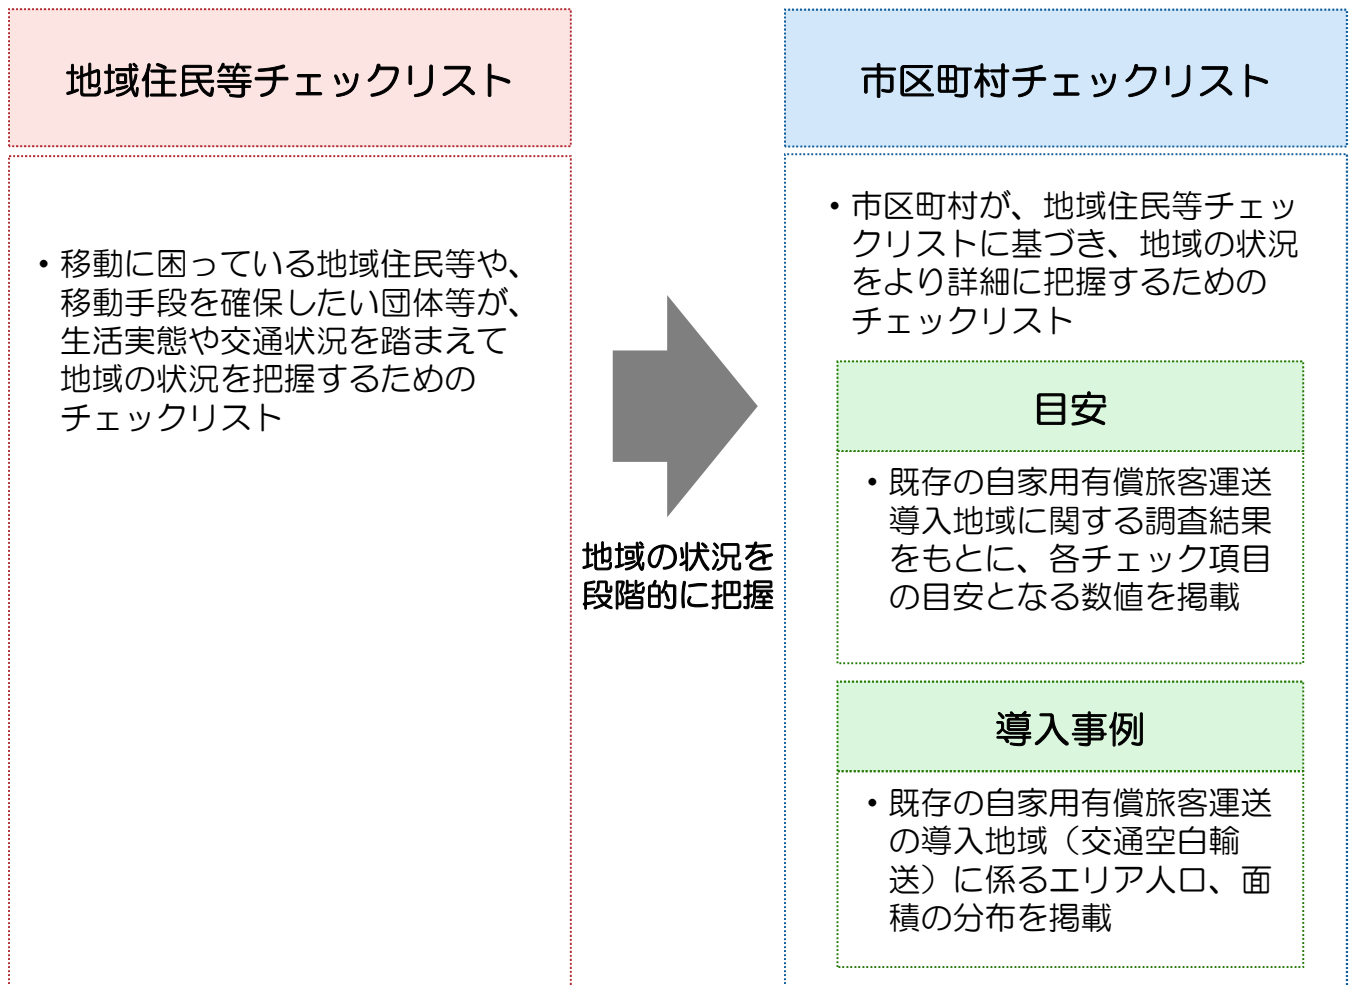 地域住民等チェックリスト
・移動に困っている地域住民等や、
移動手段を確保したい団体等が、
生活実態や交通状況を踏まえて
地域の状況を把握するための
チェックリスト
地域の状況を
段階的に把握
市区町村チェックリスト
・市区町村が、地域住民等チェッ
クリストに基づき、地域の状況
をより詳細に把握するための
チェックリスト
目安
・既存の自家用有償旅客運送
導入地域に関する調査結果
をもとに、各チェック項目
の目安となる数値を掲載
導入事例
・既存の自家用有償旅客運送
の導入地域（交通空白輸
送）に係るエリア人口、面
積の分布を掲載